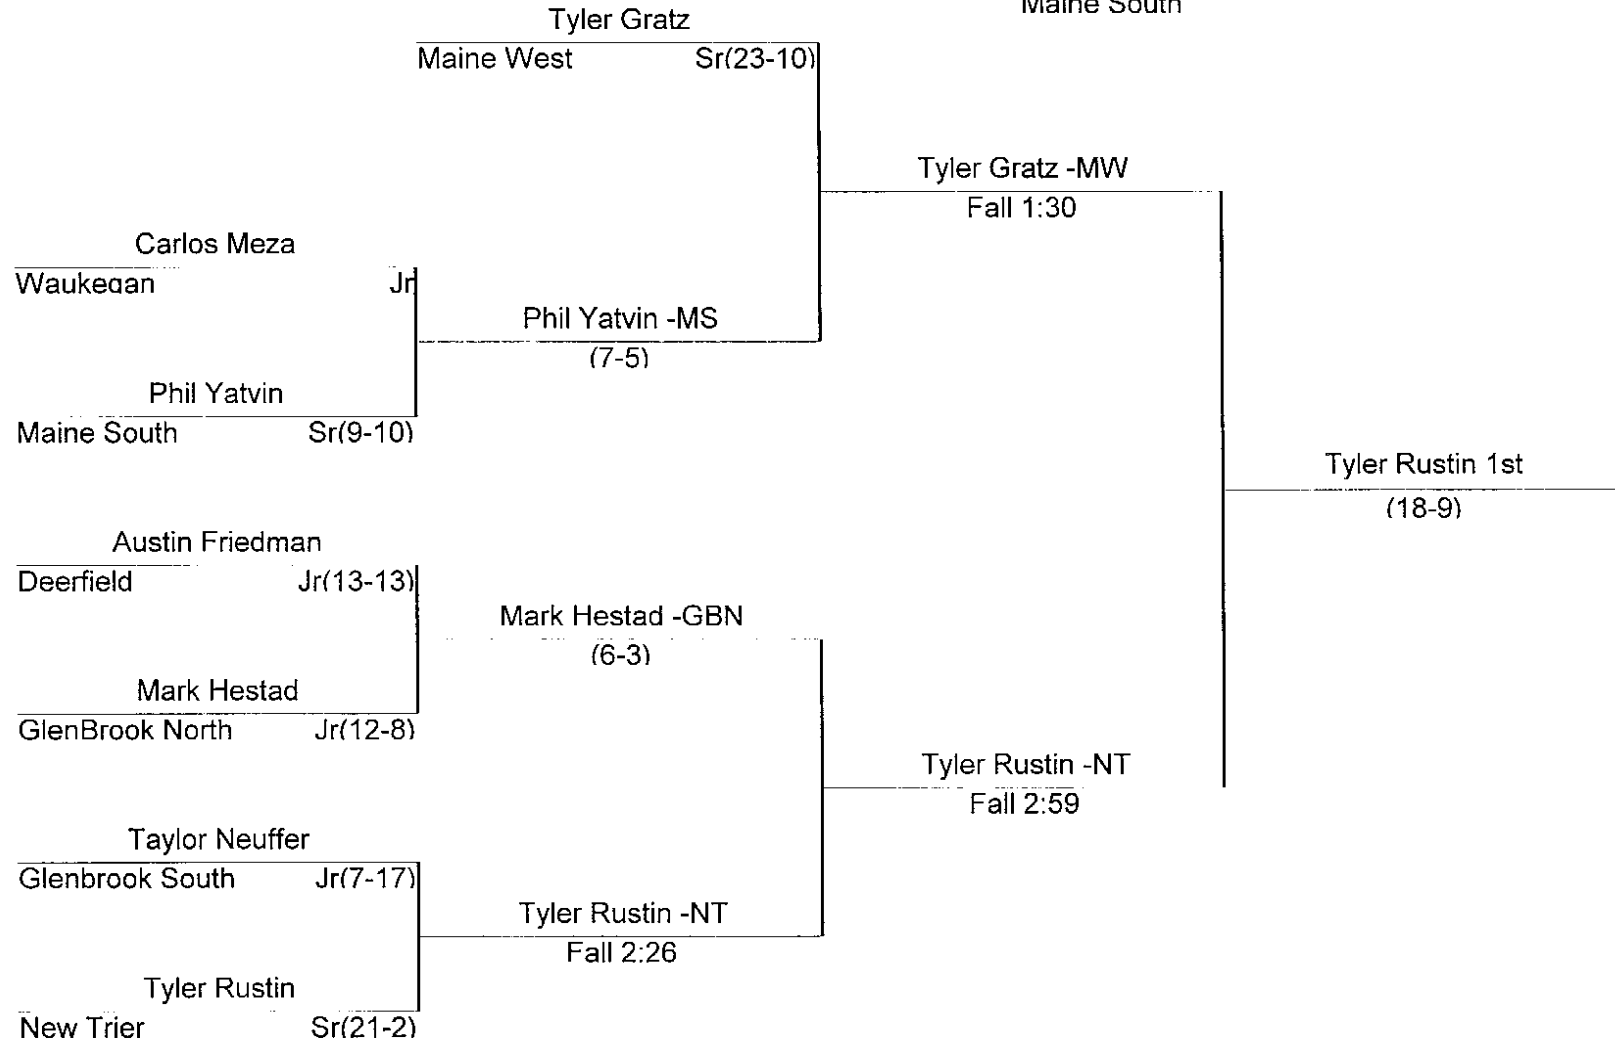 Maine South
Tyler Gratz
Maine West Sr(23-10)
Tyler Gratz -MW
Fall 1:30
Carlos Meza
Waukegan Jr
Phil Yatvin -MS
(7-5)
Phil Yatvin
Maine South Sr(9-10)
Tyler Rustin 1st
(18-9)
Austin Friedman
Deerfield Jr(13-13)
Mark Hestad -GBN
(6-3)
Mark Hestad
GlenBrook North Jr(12-8)
Tyler Rustin -NT
Fall 2:59
Taylor Neuffer
Glenbrook South Jr(7-17)
Tyler Rustin -NT
Fall 2:26
Tyler Rustin
New Trier Sr(21-2)